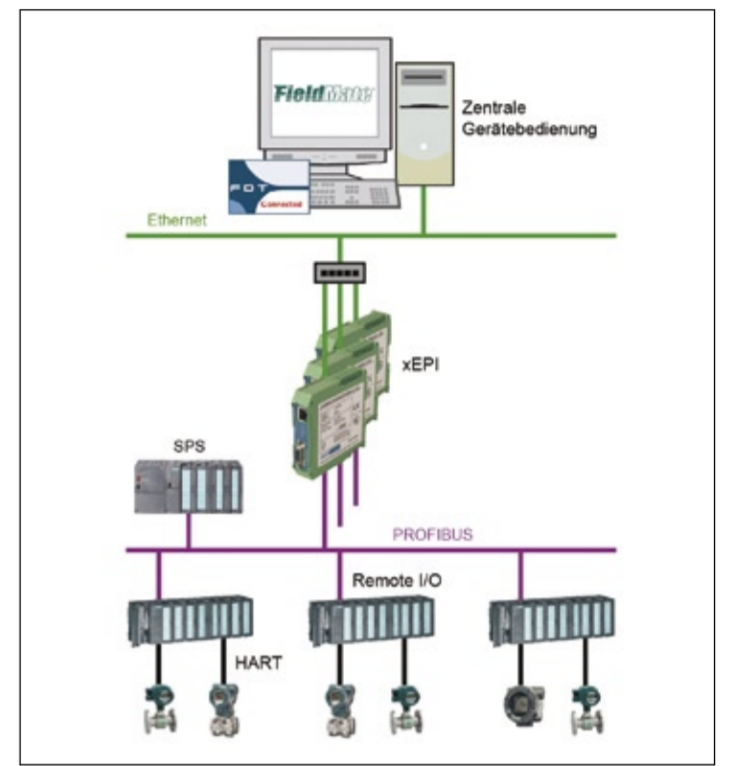 FieldMate
Zentrale
Gerätebedienung
FDT
Connected
Ethernet
xEPI
SPS
PROFIBUS
Remote I/O
HART